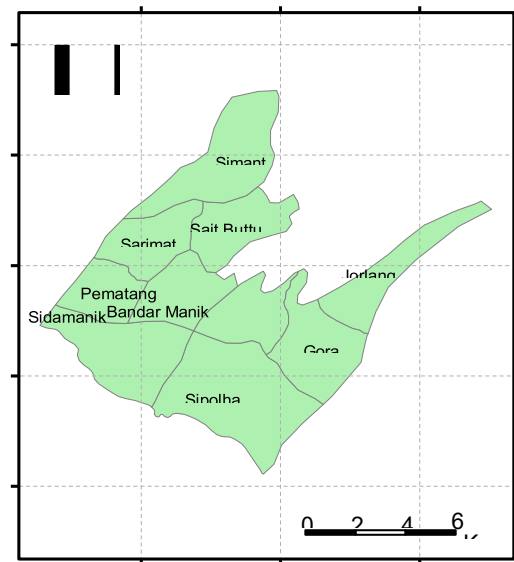 Simant
Sait Buttu
Sarimat
Jorlang
Pematang
Sidamanik
Bandar Manik
Gora
Sipolha
0 2 4 6